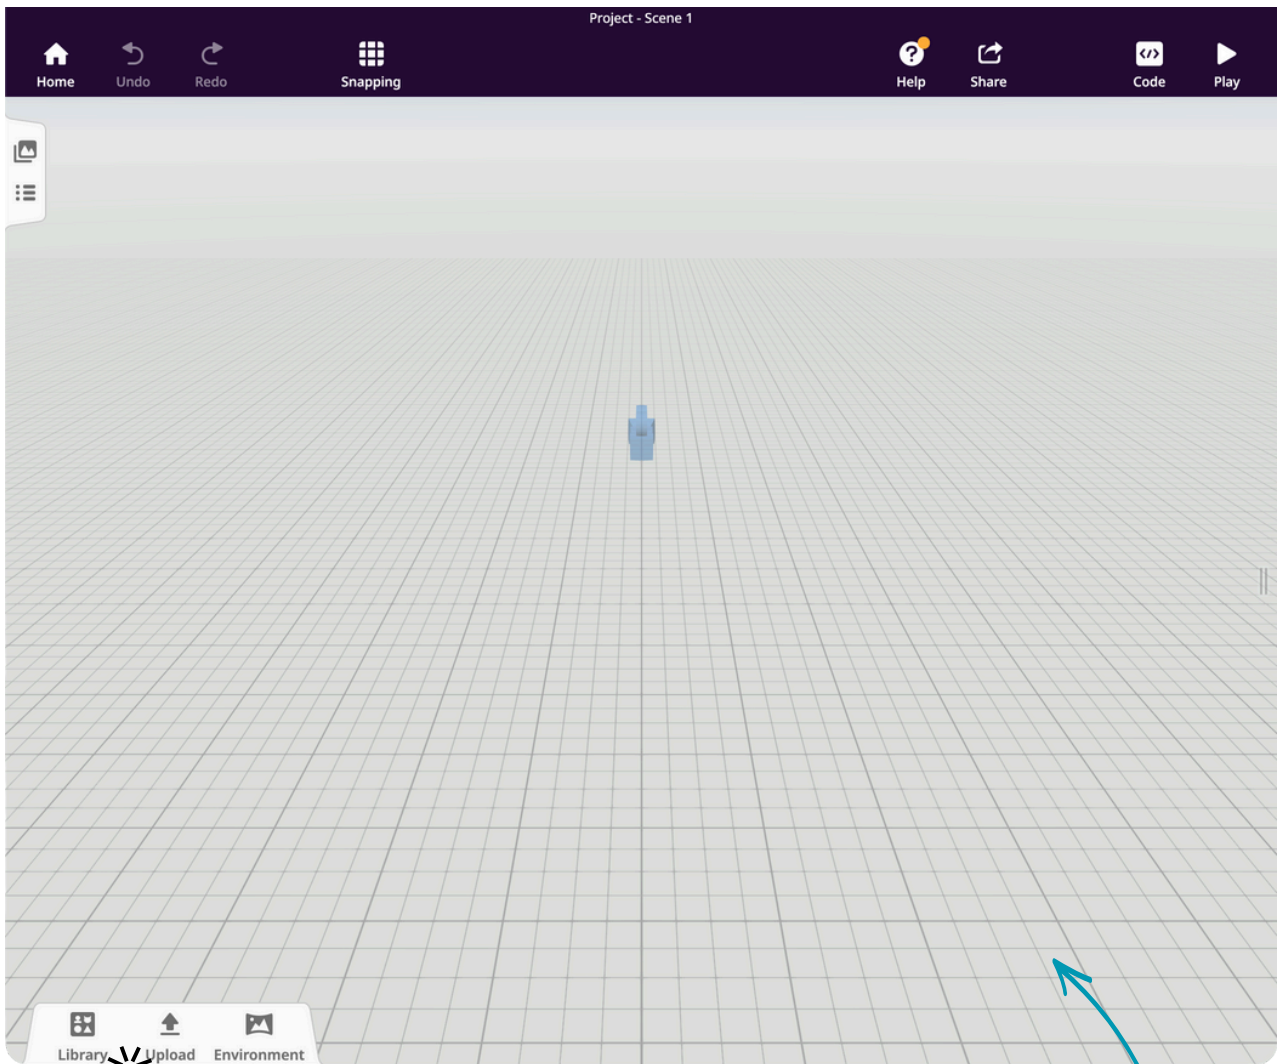 Project - Scene 1
Home Undo Redo Snapping Help Share Code Play
Library Upload Environment